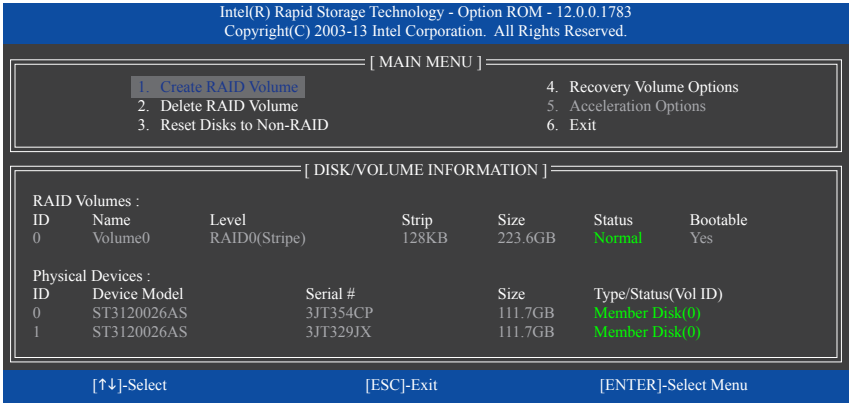 Intel(R) Rapid Storage Technology - Option ROM - 12.0.0.1783
Copyright(C) 2003-13 Intel Corporation. All Rights Reserved.
[ MAIN MENU ]
1. Create RAID Volume
2. Delete RAID Volume
3. Reset Disks to Non-RAID
4. Recovery Volume Options
5. Acceleration Options
6. Exit
[ DISK/VOLUME INFORMATION ]
RAID Volumes :
ID Name Level Strip Size Status Bootable
0 Volume0 RAID0(Stripe) 128KB 223.6GB Normal Yes
Physical Devices :
ID Device Model Serial # Size Type/Status(Vol ID)
0 ST3120026AS 3JT354CP 111.7GB Member Disk(0)
1 ST3120026AS 3JT329JX 111.7GB Member Disk(0)
[↑↓]-Select [ESC]-Exit [ENTER]-Select Menu